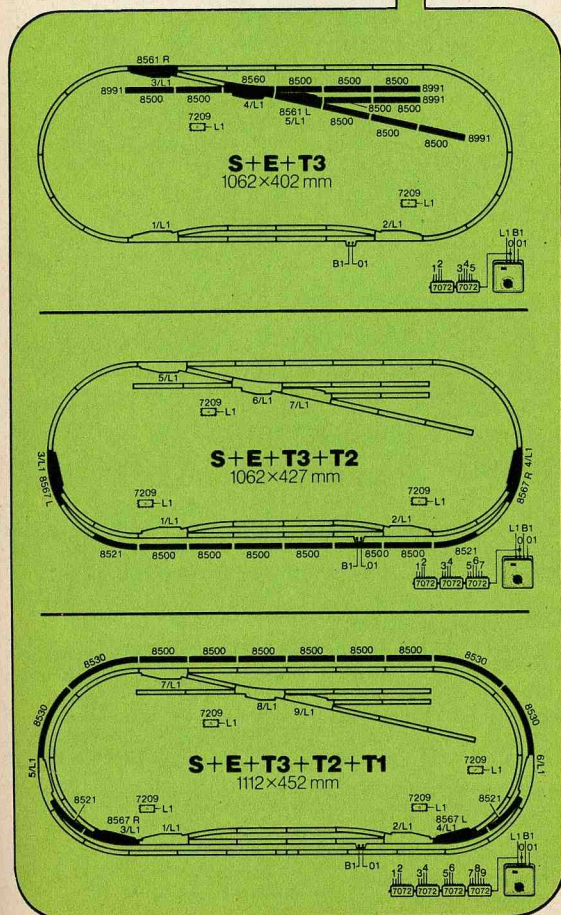 8561 R
3/L1
8560
8500
8500
8500
8991
8500
8500
4/L1
8561 L
5/L1
8500
8500
8991
8991
8500
8500
8500
8991
7209
L1
S+E+T3
1062×402 mm
7209
L1
1/L1
2/L1
B1
01
L1 B1
0 01
1 2
3 4 5
7072
7072
5/L1
6/L1
7/L1
7209
L1
S+E+T3+T2
1062×427 mm
3/L1 8567 L
4/L1
8567 R
7209
L1
7209
L1
1/L1
2/L1
8521
8500
8500
8500
8500
8500
8500
8521
B1
01
L1 B1
0 01
1 2
3 4
5 6 7
7072
7072
7072
8530
8500
8500
8500
8500
8500
8500
8530
7/L1
8/L1
9/L1
8530
8530
7209
L1
S+E+T3+T2+T1
1112×452 mm
5/L1
6/L1
7209
L1
8521
8567 R
3/L1
7209
L1
7209
L1
8521
8567 L
4/L1
1/L1
2/L1
B1
01
L1 B1
0 01
1 2
3 4
5 6
7 8 9
7072
7072
7072
7072